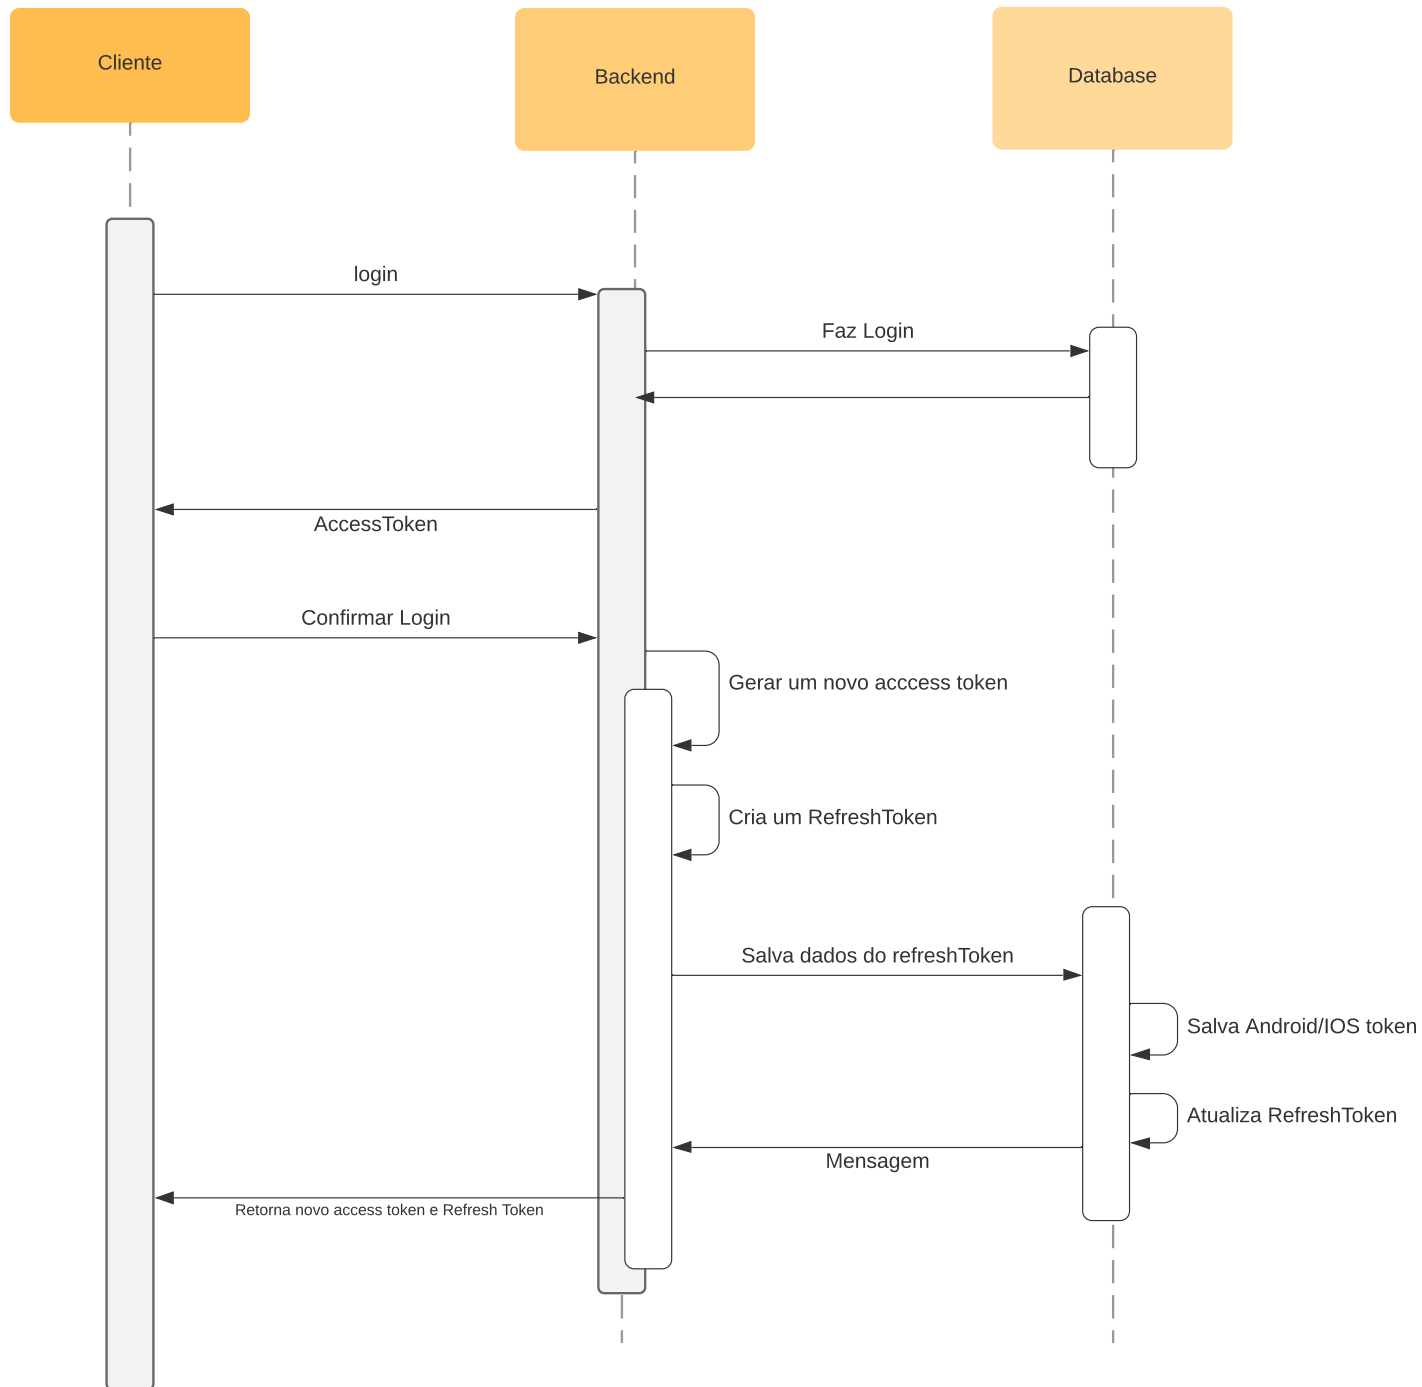 Cliente
Backend
Database
login
Faz Login
AccessToken
Confirmar Login
Gerar um novo acccess token
Cria um RefreshToken
Salva dados do refreshToken
Salva Android/IOS token
Atualiza RefreshToken
Mensagem
Retorna novo access token e Refresh Token